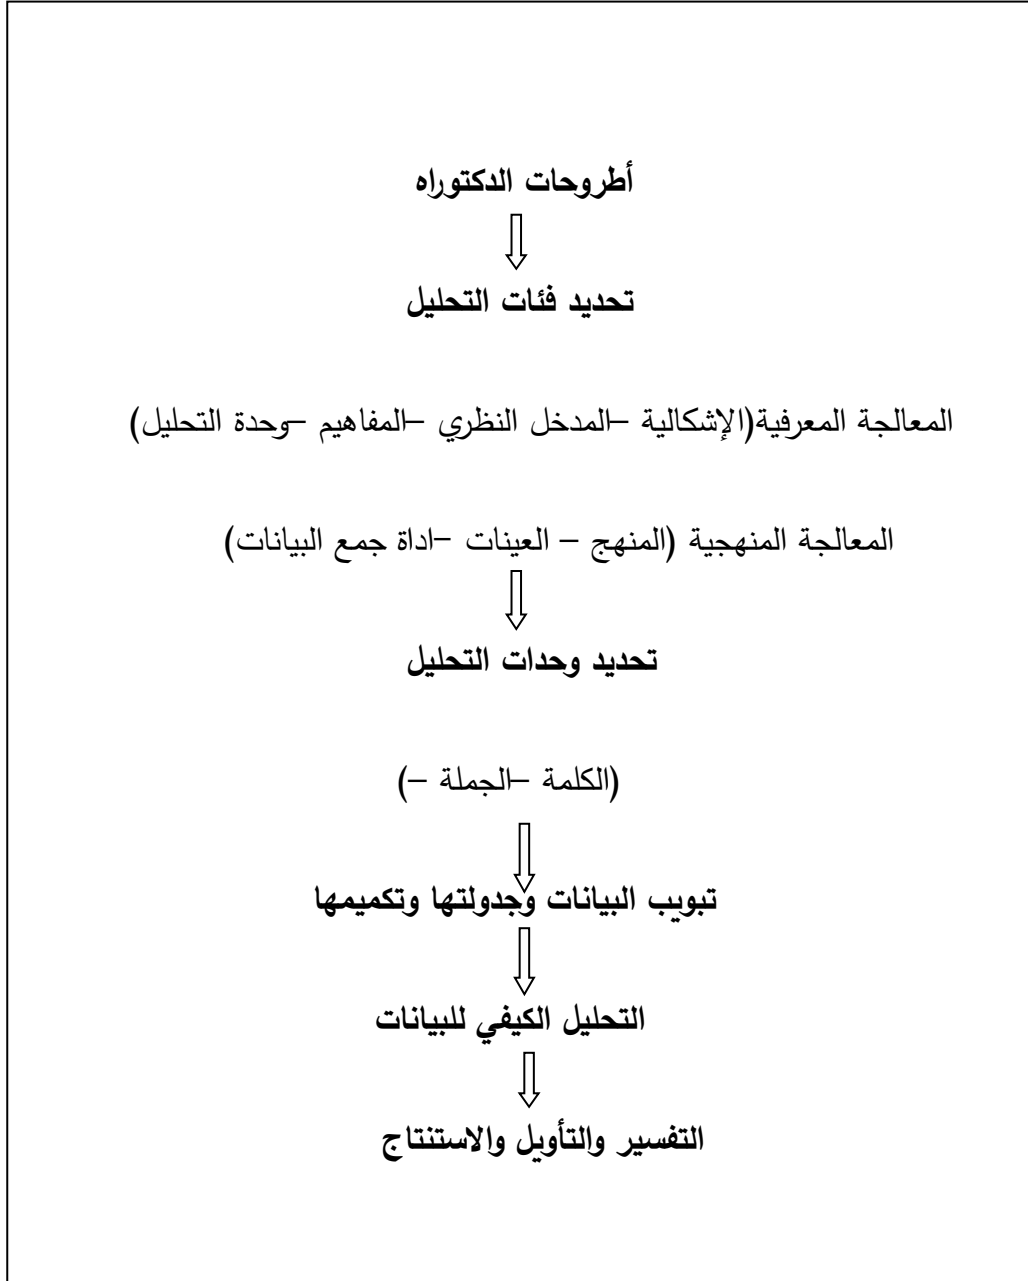 أطروحات الدكتوراه
تحديد فئات التحليل
المعالجة المعرفية(الإشكالية –المدخل النظري –المفاهيم –وحدة التحليل)
المعالجة المنهجية (المنهج – العينات –اداة جمع البيانات)
تحديد وحدات التحليل
(الكلمة –الجملة –)
تبويب البيانات وجدولتها وتكميمها
التحليل الكيفي للبيانات
التفسير والتأويل والاستنتاج